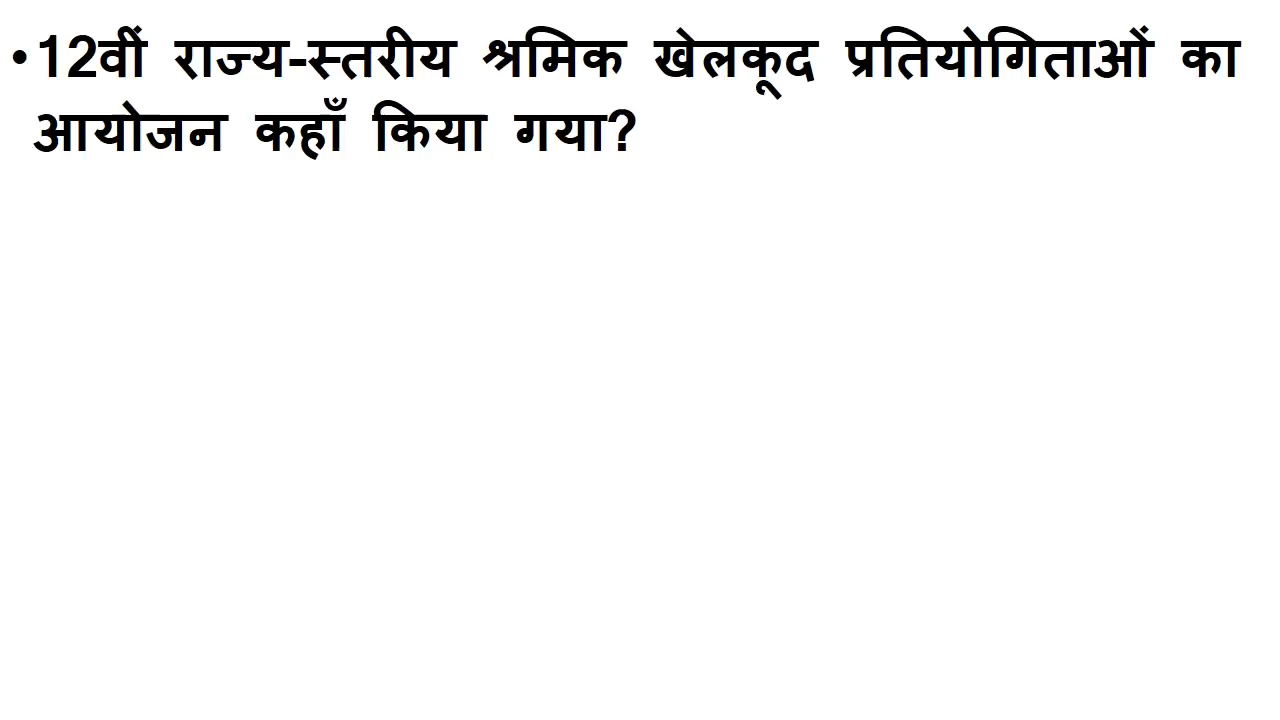 •12वीं राज्य-स्तरीय श्रमिक खेलकूद प्रतियोगिताओं का
आयोजन कहाँ किया गया?